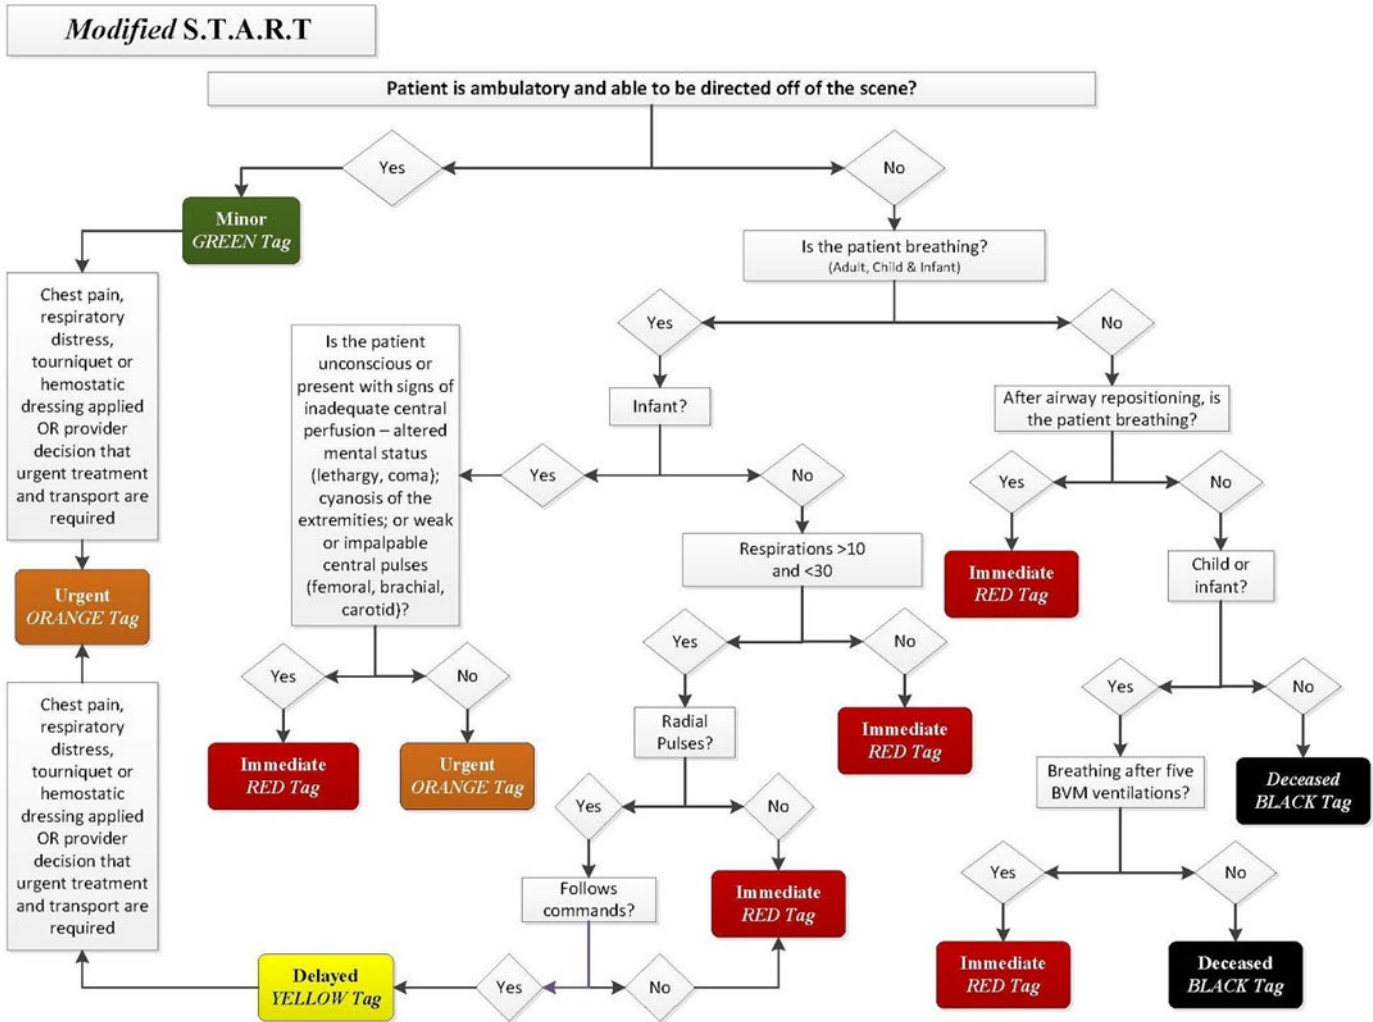 Modified S.T.A.R.T
Patient is ambulatory and able to be directed off of the scene?
Yes
No
Minor
GREEN Tag
Is the patient breathing?
(Adult, Child & Infant)
Chest pain,
respiratory
distress,
tourniquet or
hemostatic
dressing applied
OR provider
decision that
urgent treatment
and transport are
required
Yes
No
Is the patient
unconscious or
present with signs of
inadequate central
perfusion – altered
mental status
(lethargy, coma);
cyanosis of the
extremities; or weak
or impalpable
central pulses
(femoral, brachial,
carotid)?
Infant?
After airway repositioning, is
the patient breathing?
Yes
No
Yes
No
Respirations >10
and <30
Immediate
RED Tag
Child or
infant?
Urgent
ORANGE Tag
Yes
No
Yes
No
Yes
No
Chest pain,
respiratory
distress,
tourniquet or
hemostatic
dressing applied
OR provider
decision that
urgent treatment
and transport are
required
Immediate
RED Tag
Urgent
ORANGE Tag
Radial
Pulses?
Immediate
RED Tag
Breathing after five
BVM ventilations?
Deceased
BLACK Tag
Yes
No
Yes
No
Follows
commands?
Immediate
RED Tag
Immediate
RED Tag
Deceased
BLACK Tag
Delayed
YELLOW Tag
Yes
No